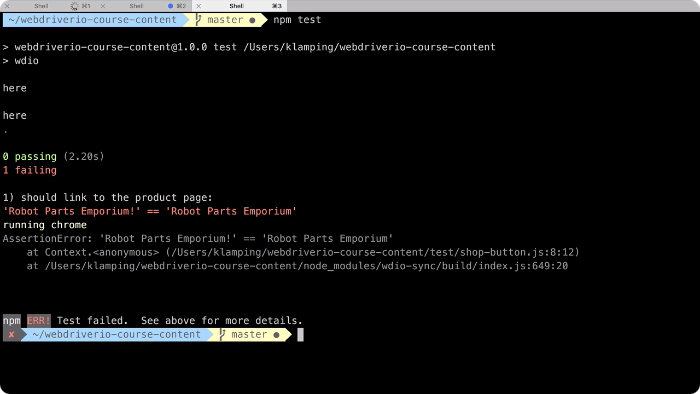 Shell ⌘1 Shell ⌘2 Shell ⌘3
~/webdriverio-course-content master ● npm test
> webdriverio-course-content@1.0.0 test /Users/klamping/webdriverio-course-content
> wdio
here
here
.
0 passing (2.20s)
1 failing
1) should link to the product page:
'Robot Parts Emporium!' == 'Robot Parts Emporium'
running chrome
AssertionError: 'Robot Parts Emporium!' == 'Robot Parts Emporium'
at Context.<anonymous> (/Users/klamping/webdriverio-course-content/test/shop-button.js:8:12)
at /Users/klamping/webdriverio-course-content/node_modules/wdio-sync/build/index.js:649:20
npm ERR! Test failed. See above for more details.
✘ ~/webdriverio-course-content master ●